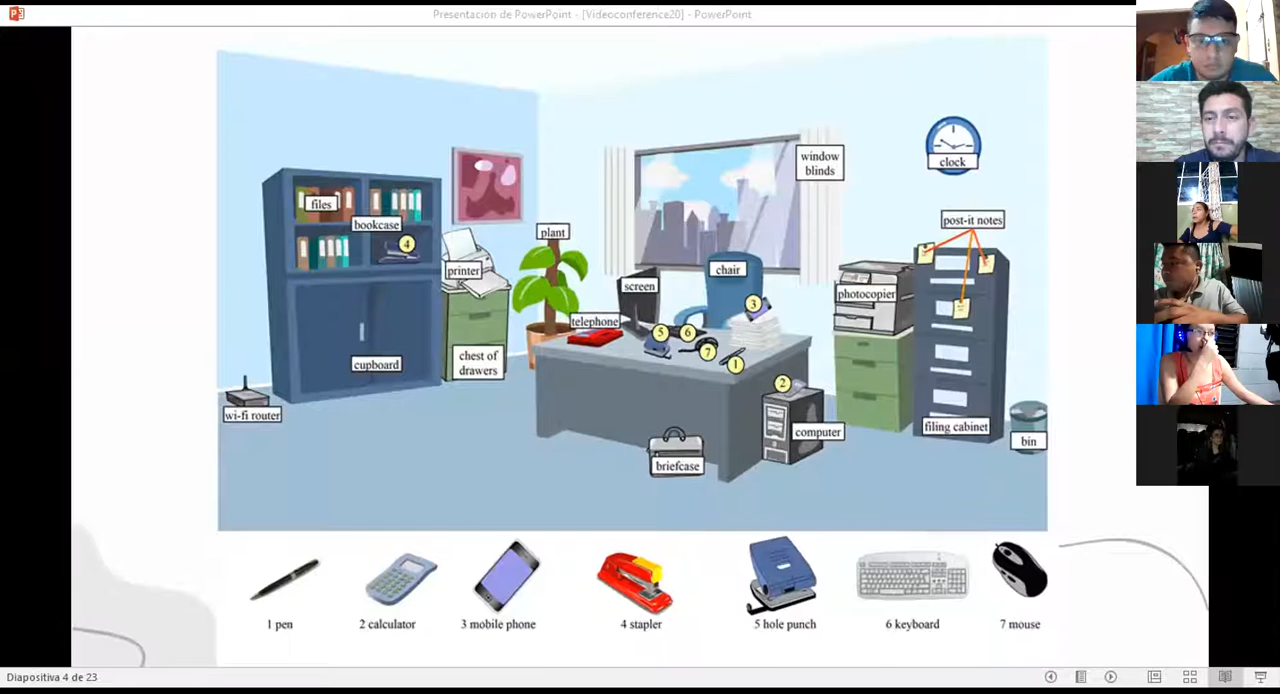 Presentación de PowerPoint - [Videoconference20] - PowerPoint
window
blinds
clock
files
bookcase
post-it notes
4
plant
printer
chair
screen
3
photocopier
telephone
5
6
7
1
cupboard
chest of
drawers
2
wi-fi router
computer
filing cabinet
bin
briefcase
1 pen
2 calculator
3 mobile phone
4 stapler
5 hole punch
6 keyboard
7 mouse
Diapositiva 4 de 23